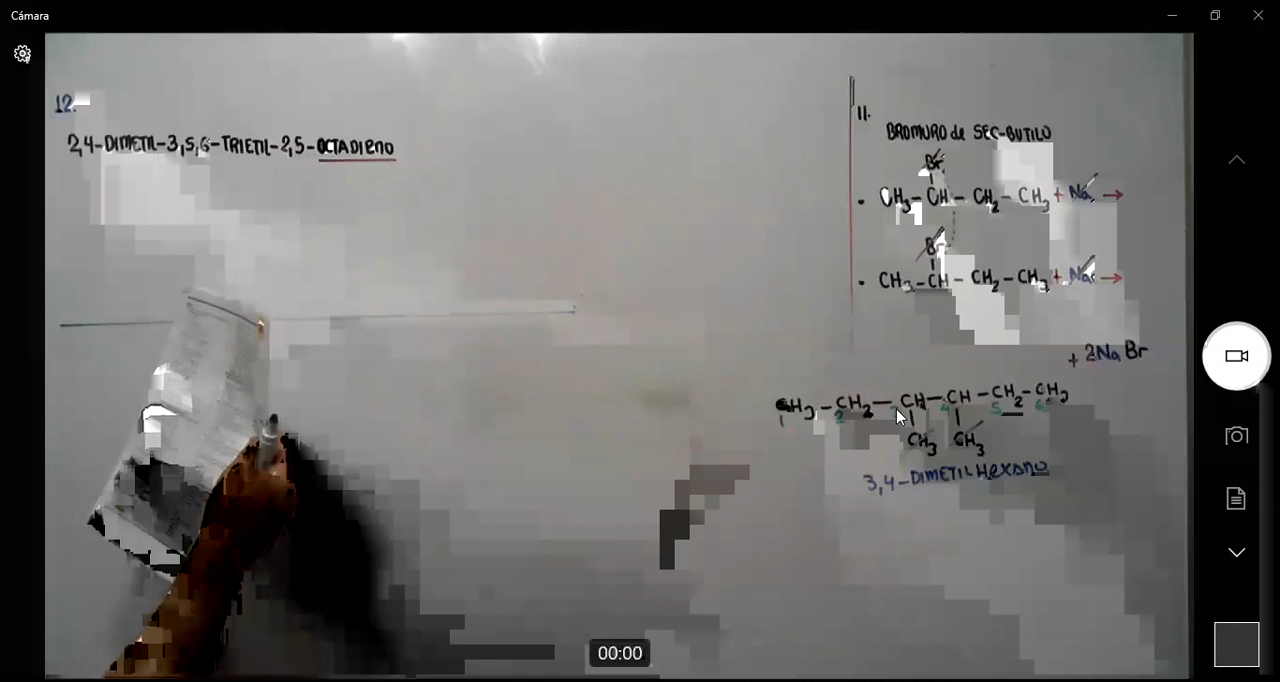 Cámara
12.
2,4-DIMETIL-3,5,6-TRIETIL-2,5-OCTADIENO
11.
BROMURO de SEC-BUTILO
Br
• CH3-CH-CH2-CH3 + Na →
Br
• CH3-CH-CH2-CH3 + Na →
+ 2NaBr
CH3-CH2-CH-CH-CH2-CH3
1 2 3 4 5 6
CH3 CH3
3,4-DIMETILHEXANO
00:00